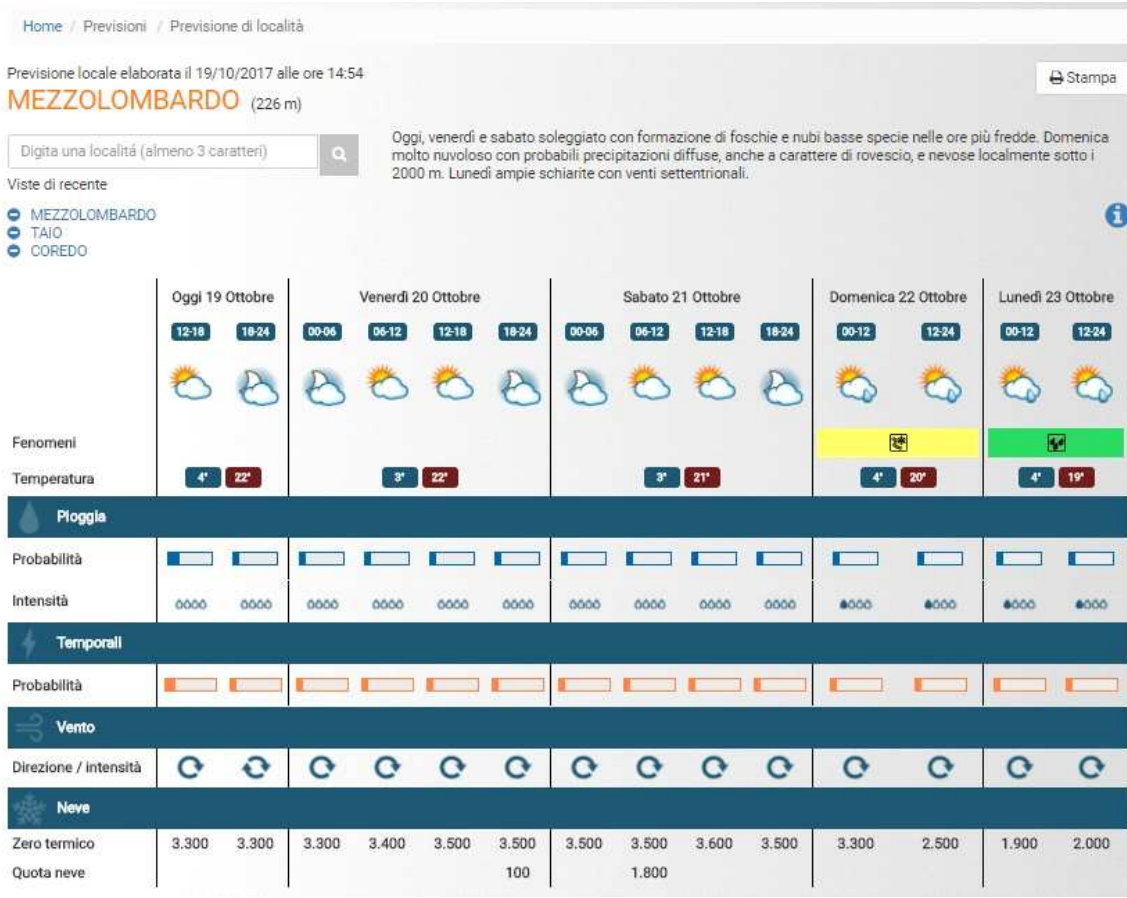 Home / Previsioni / Previsione di località
Previsione locale elaborata il 19/10/2017 alle ore 14:54
Stampa
MEZZOLOMBARDO (226 m)
Digita una localitá (almeno 3 caratteri)
Oggi, venerdì e sabato soleggiato con formazione di foschie e nubi basse specie nelle ore più fredde. Domenica
molto nuvoloso con probabili precipitazioni diffuse, anche a carattere di rovescio, e nevose localmente sotto i
2000 m. Lunedì ampie schiarite con venti settentrionali.
Viste di recente
MEZZOLOMBARDO
TAIO
COREDO
Oggi 19 Ottobre Venerdì 20 Ottobre Sabato 21 Ottobre Domenica 22 Ottobre Lunedì 23 Ottobre
12-18 18-24 00-06 06-12 12-18 18-24 00-06 06-12 12-18 18-24 00-12 12-24 00-12 12-24
Fenomeni
Temperatura 4° 22° 3° 22° 3° 21° 4° 20° 4° 19°
Pioggia
Probabilità
Intensità
Temporali
Probabilità
Vento
Direzione / intensità
Neve
Zero termico 3.300 3.300 3.300 3.400 3.500 3.500 3.500 3.500 3.600 3.500 3.300 2.500 1.900 2.000
Quota neve 100 1.800